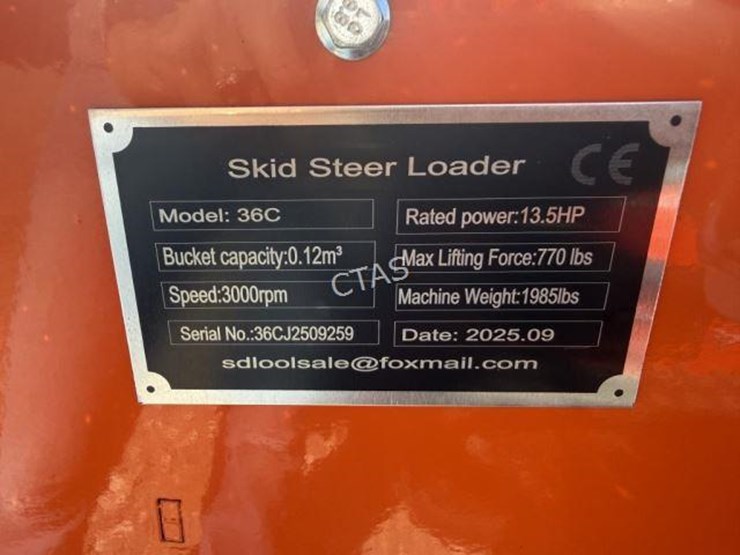 Skid Steer Loader CE
Model: 36C
Rated power:13.5HP
Bucket capacity:0.12m³
Max Lifting Force:770 lbs
CTAS
Speed:3000rpm
Machine Weight:1985lbs
Serial No.:36CJ2509259
Date: 2025.09
sdloolsale@foxmail.com